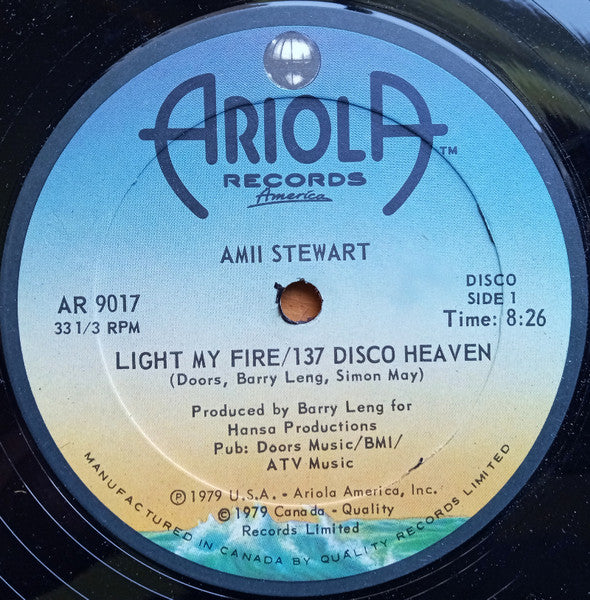 ARIOLA™
RECORDS
America
AMII STEWART
AR 9017
33 1/3 RPM
DISCO
SIDE 1
Time: 8:26
LIGHT MY FIRE/137 DISCO HEAVEN
(Doors, Barry Leng, Simon May)
Produced by Barry Leng for
Hansa Productions
Pub: Doors Music/BMI/
ATV Music
℗ 1979 U.S.A. - Ariola America, Inc.
© 1979 Canada - Quality
Records Limited
MANUFACTURED IN CANADA BY QUALITY RECORDS LIMITED